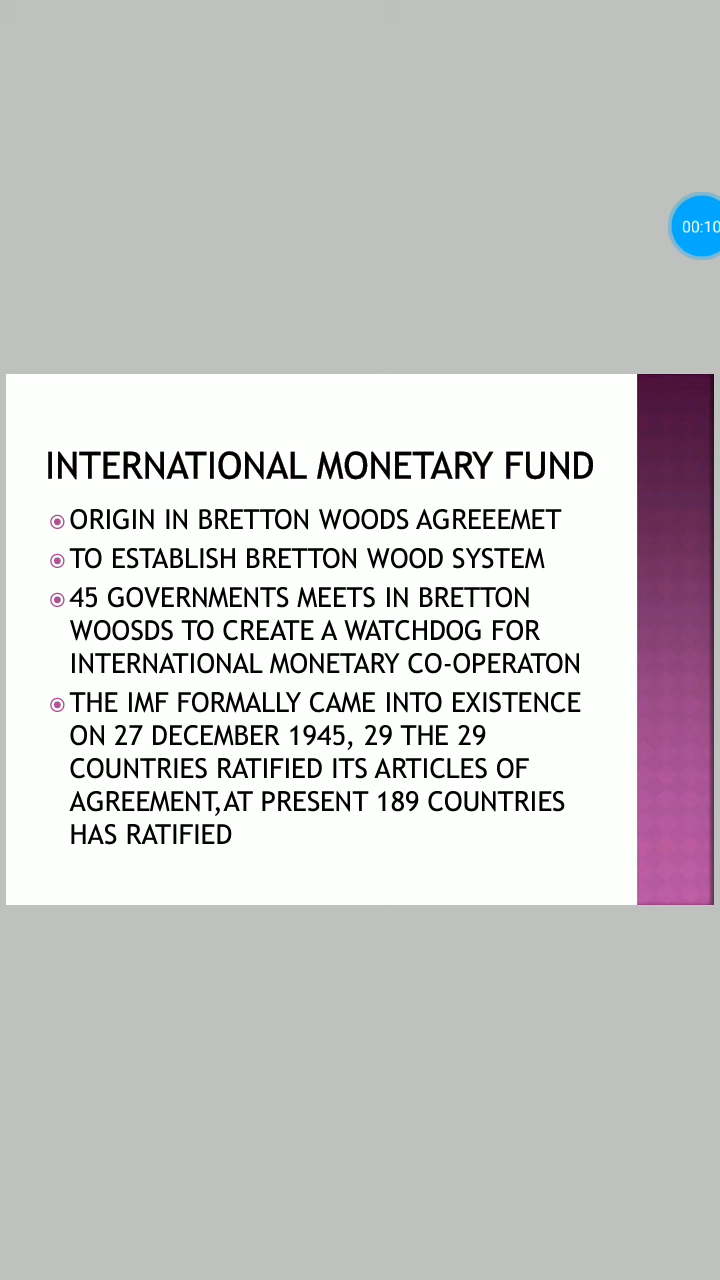 00:10
INTERNATIONAL MONETARY FUND
ORIGIN IN BRETTON WOODS AGREEEMET
TO ESTABLISH BRETTON WOOD SYSTEM
45 GOVERNMENTS MEETS IN BRETTON
WOOSDS TO CREATE A WATCHDOG FOR
INTERNATIONAL MONETARY CO-OPERATON
THE IMF FORMALLY CAME INTO EXISTENCE
ON 27 DECEMBER 1945, 29 THE 29
COUNTRIES RATIFIED ITS ARTICLES OF
AGREEMENT,AT PRESENT 189 COUNTRIES
HAS RATIFIED